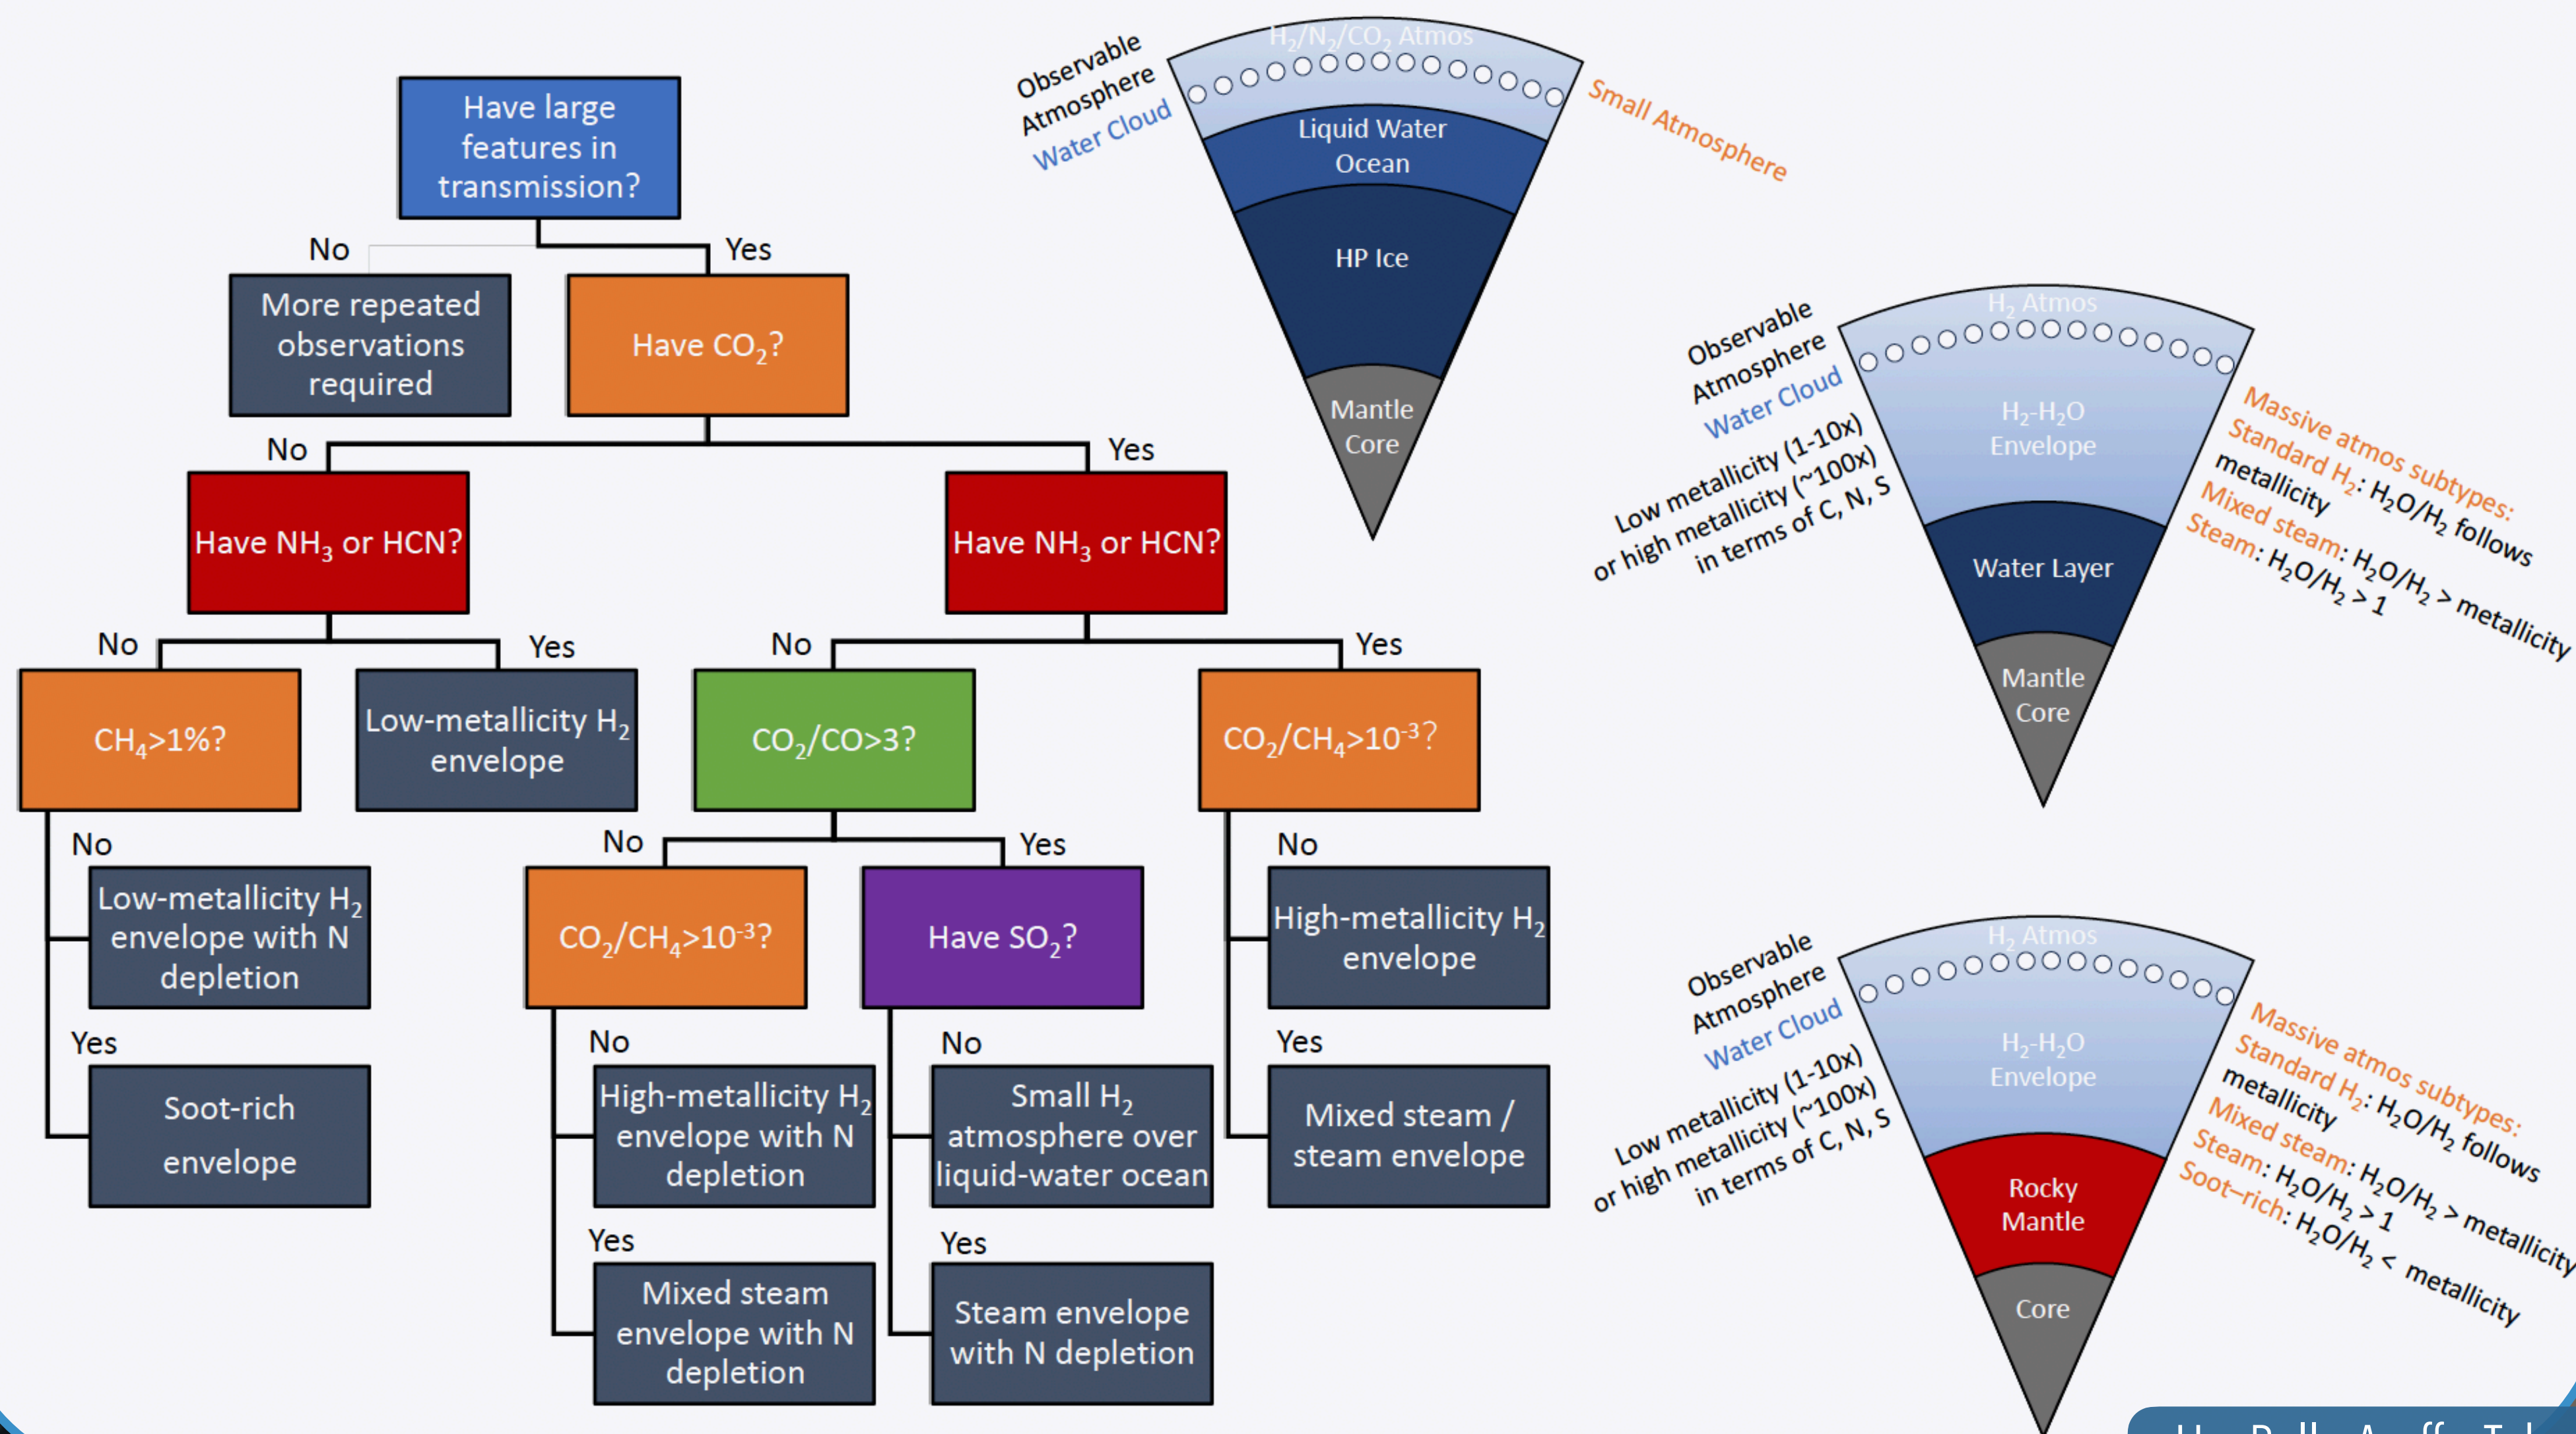 Have large
features in
transmission?
No
Yes
More repeated
observations
required
Have CO₂?
No
Yes
Have NH₃ or HCN?
Have NH₃ or HCN?
No
Yes
No
Yes
CH₄>1%?
Low-metallicity H₂
envelope
CO₂/CO>3?
CO₂/CH₄>10⁻³?
No
Low-metallicity H₂
envelope with N
depletion
Yes
Soot-rich
envelope
No
Yes
CO₂/CH₄>10⁻³?
Have SO₂?
No
High-metallicity H₂
envelope with N
depletion
Yes
Mixed steam
envelope with N
depletion
No
Small H₂
atmosphere over
liquid-water ocean
Yes
Steam envelope
with N depletion
No
High-metallicity H₂
envelope
Yes
Mixed steam /
steam envelope
Observable
Atmosphere
Water Cloud
H₂/N₂/CO₂ Atmos
Liquid Water
Ocean
HP Ice
Mantle
Core
Small Atmosphere
Observable
Atmosphere
Water Cloud
Low metallicity (1-10x)
or high metallicity (~100x)
in terms of C, N, S
H₂ Atmos
H₂-H₂O
Envelope
Water Layer
Mantle
Core
Massive atmos subtypes:
Standard H₂: H₂O/H₂ follows
metallicity
Mixed steam: H₂O/H₂ > metallicity
Steam: H₂O/H₂ > 1
Observable
Atmosphere
Water Cloud
Low metallicity (1-10x)
or high metallicity (~100x)
in terms of C, N, S
H₂ Atmos
H₂-H₂O
Envelope
Rocky
Mantle
Core
Massive atmos subtypes:
Standard H₂: H₂O/H₂ follows
metallicity
Mixed steam: H₂O/H₂ > metallicity
Steam: H₂O/H₂ > 1
Soot–rich: H₂O/H₂ < metallicity